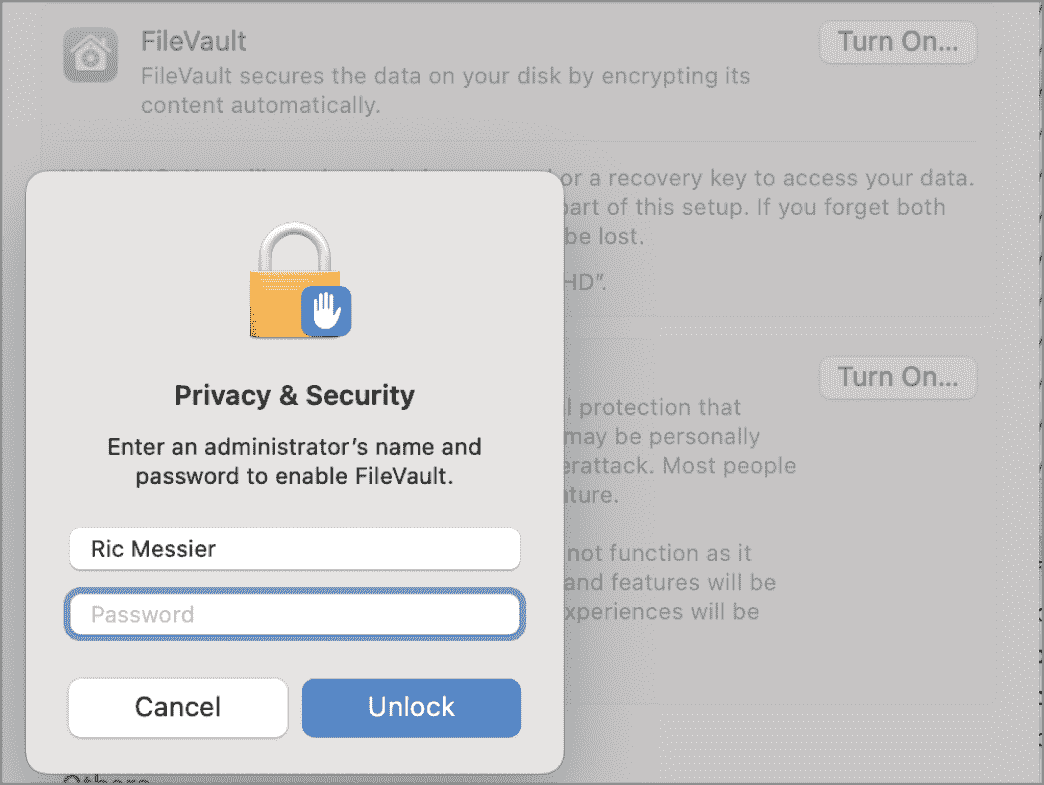 FileVault
Turn On...
FileVault secures the data on your disk by encrypting its
content automatically.
or a recovery key to access your data.
part of this setup. If you forget both
be lost.
HD”.
Turn On...
l protection that
may be personally
erattack. Most people
ature.
not function as it
and features will be
xperiences will be
Privacy & Security
Enter an administrator’s name and
password to enable FileVault.
Ric Messier
Password
Cancel
Unlock